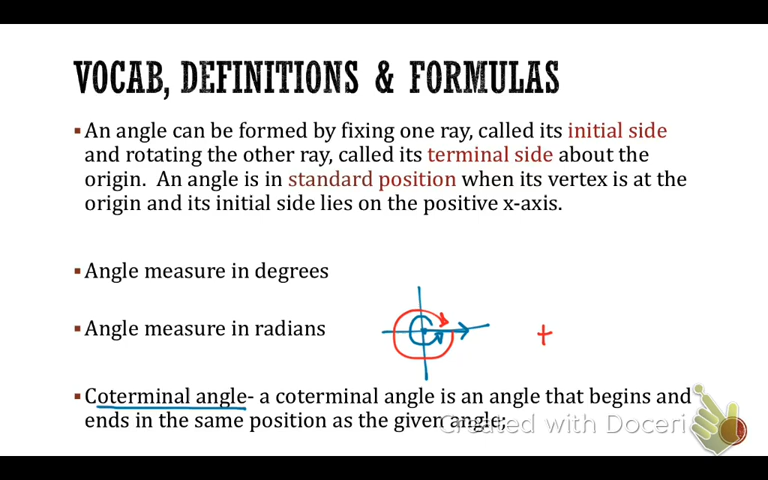 VOCAB, DEFINITIONS & FORMULAS
▪An angle can be formed by fixing one ray, called its initial side
and rotating the other ray, called its terminal side about the
origin. An angle is in standard position when its vertex is at the
origin and its initial side lies on the positive x-axis.
▪Angle measure in degrees
▪Angle measure in radians
+
▪Coterminal angle- a coterminal angle is an angle that begins and
ends in the same position as the given angle;
Created with Doceri